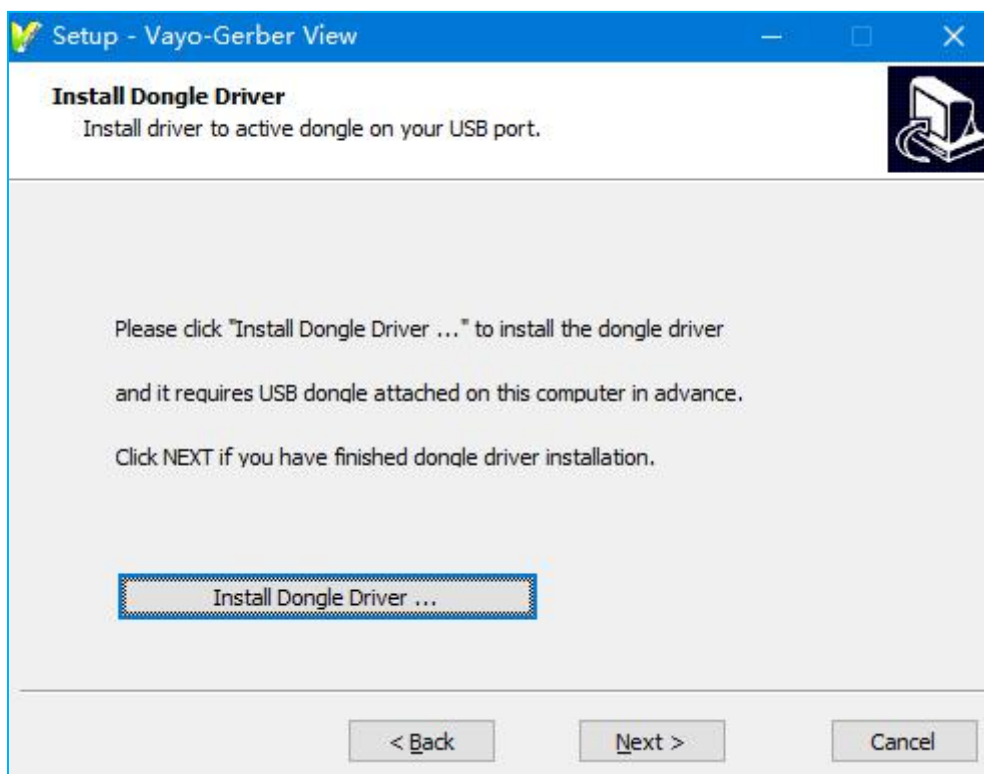 Setup - Vayo-Gerber View
Install Dongle Driver
Install driver to active dongle on your USB port.
Please click "Install Dongle Driver ..." to install the dongle driver
and it requires USB dongle attached on this computer in advance.
Click NEXT if you have finished dongle driver installation.
Install Dongle Driver ...
< Back
Next >
Cancel